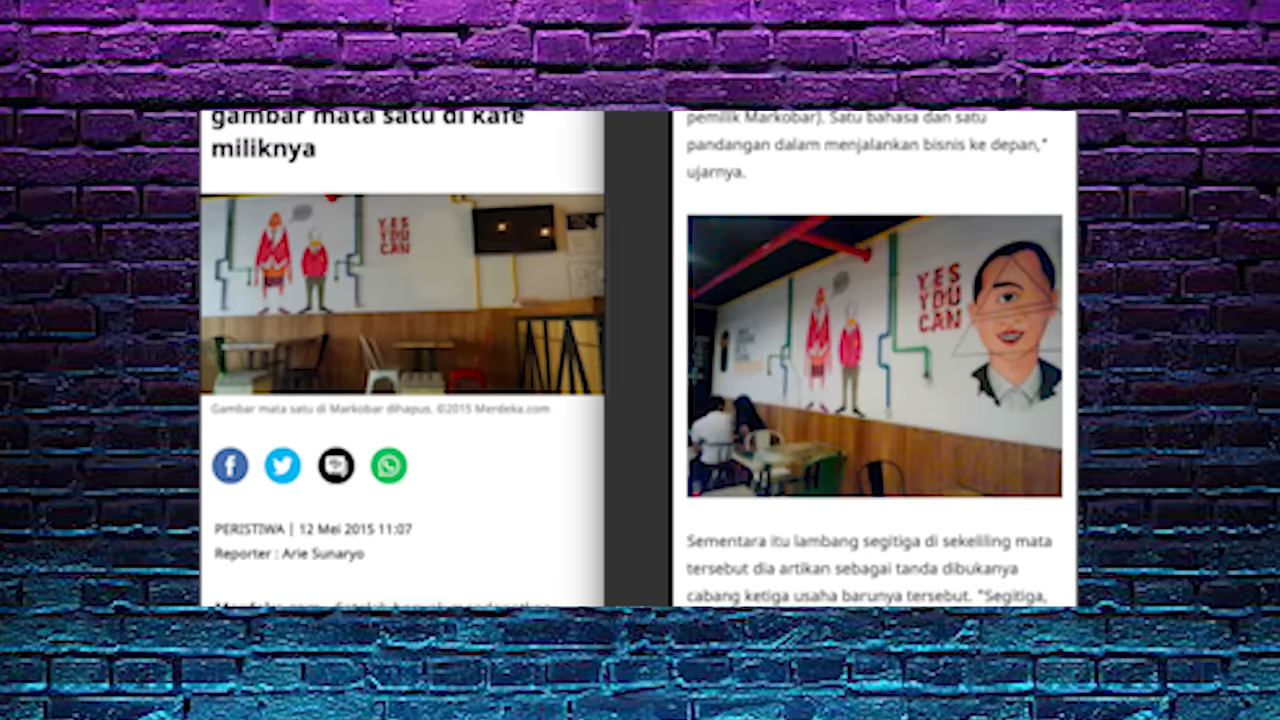 gambar mata satu di kafe
miliknya
YES
YOU
CAN
Gambar mata satu di Markobar dihapus. ©2015 Merdeka.com
PERISTIWA | 12 Mei 2015 11:07
Reporter : Arie Sunaryo
pemilik Markobar). Satu bahasa dan satu
pandangan dalam menjalankan bisnis ke depan,"
ujarnya.
YES
YOU
CAN
Sementara itu lambang segitiga di sekeliling mata
tersebut dia artikan sebagai tanda dibukanya
cabang ketiga usaha barunya tersebut. "Segitiga,